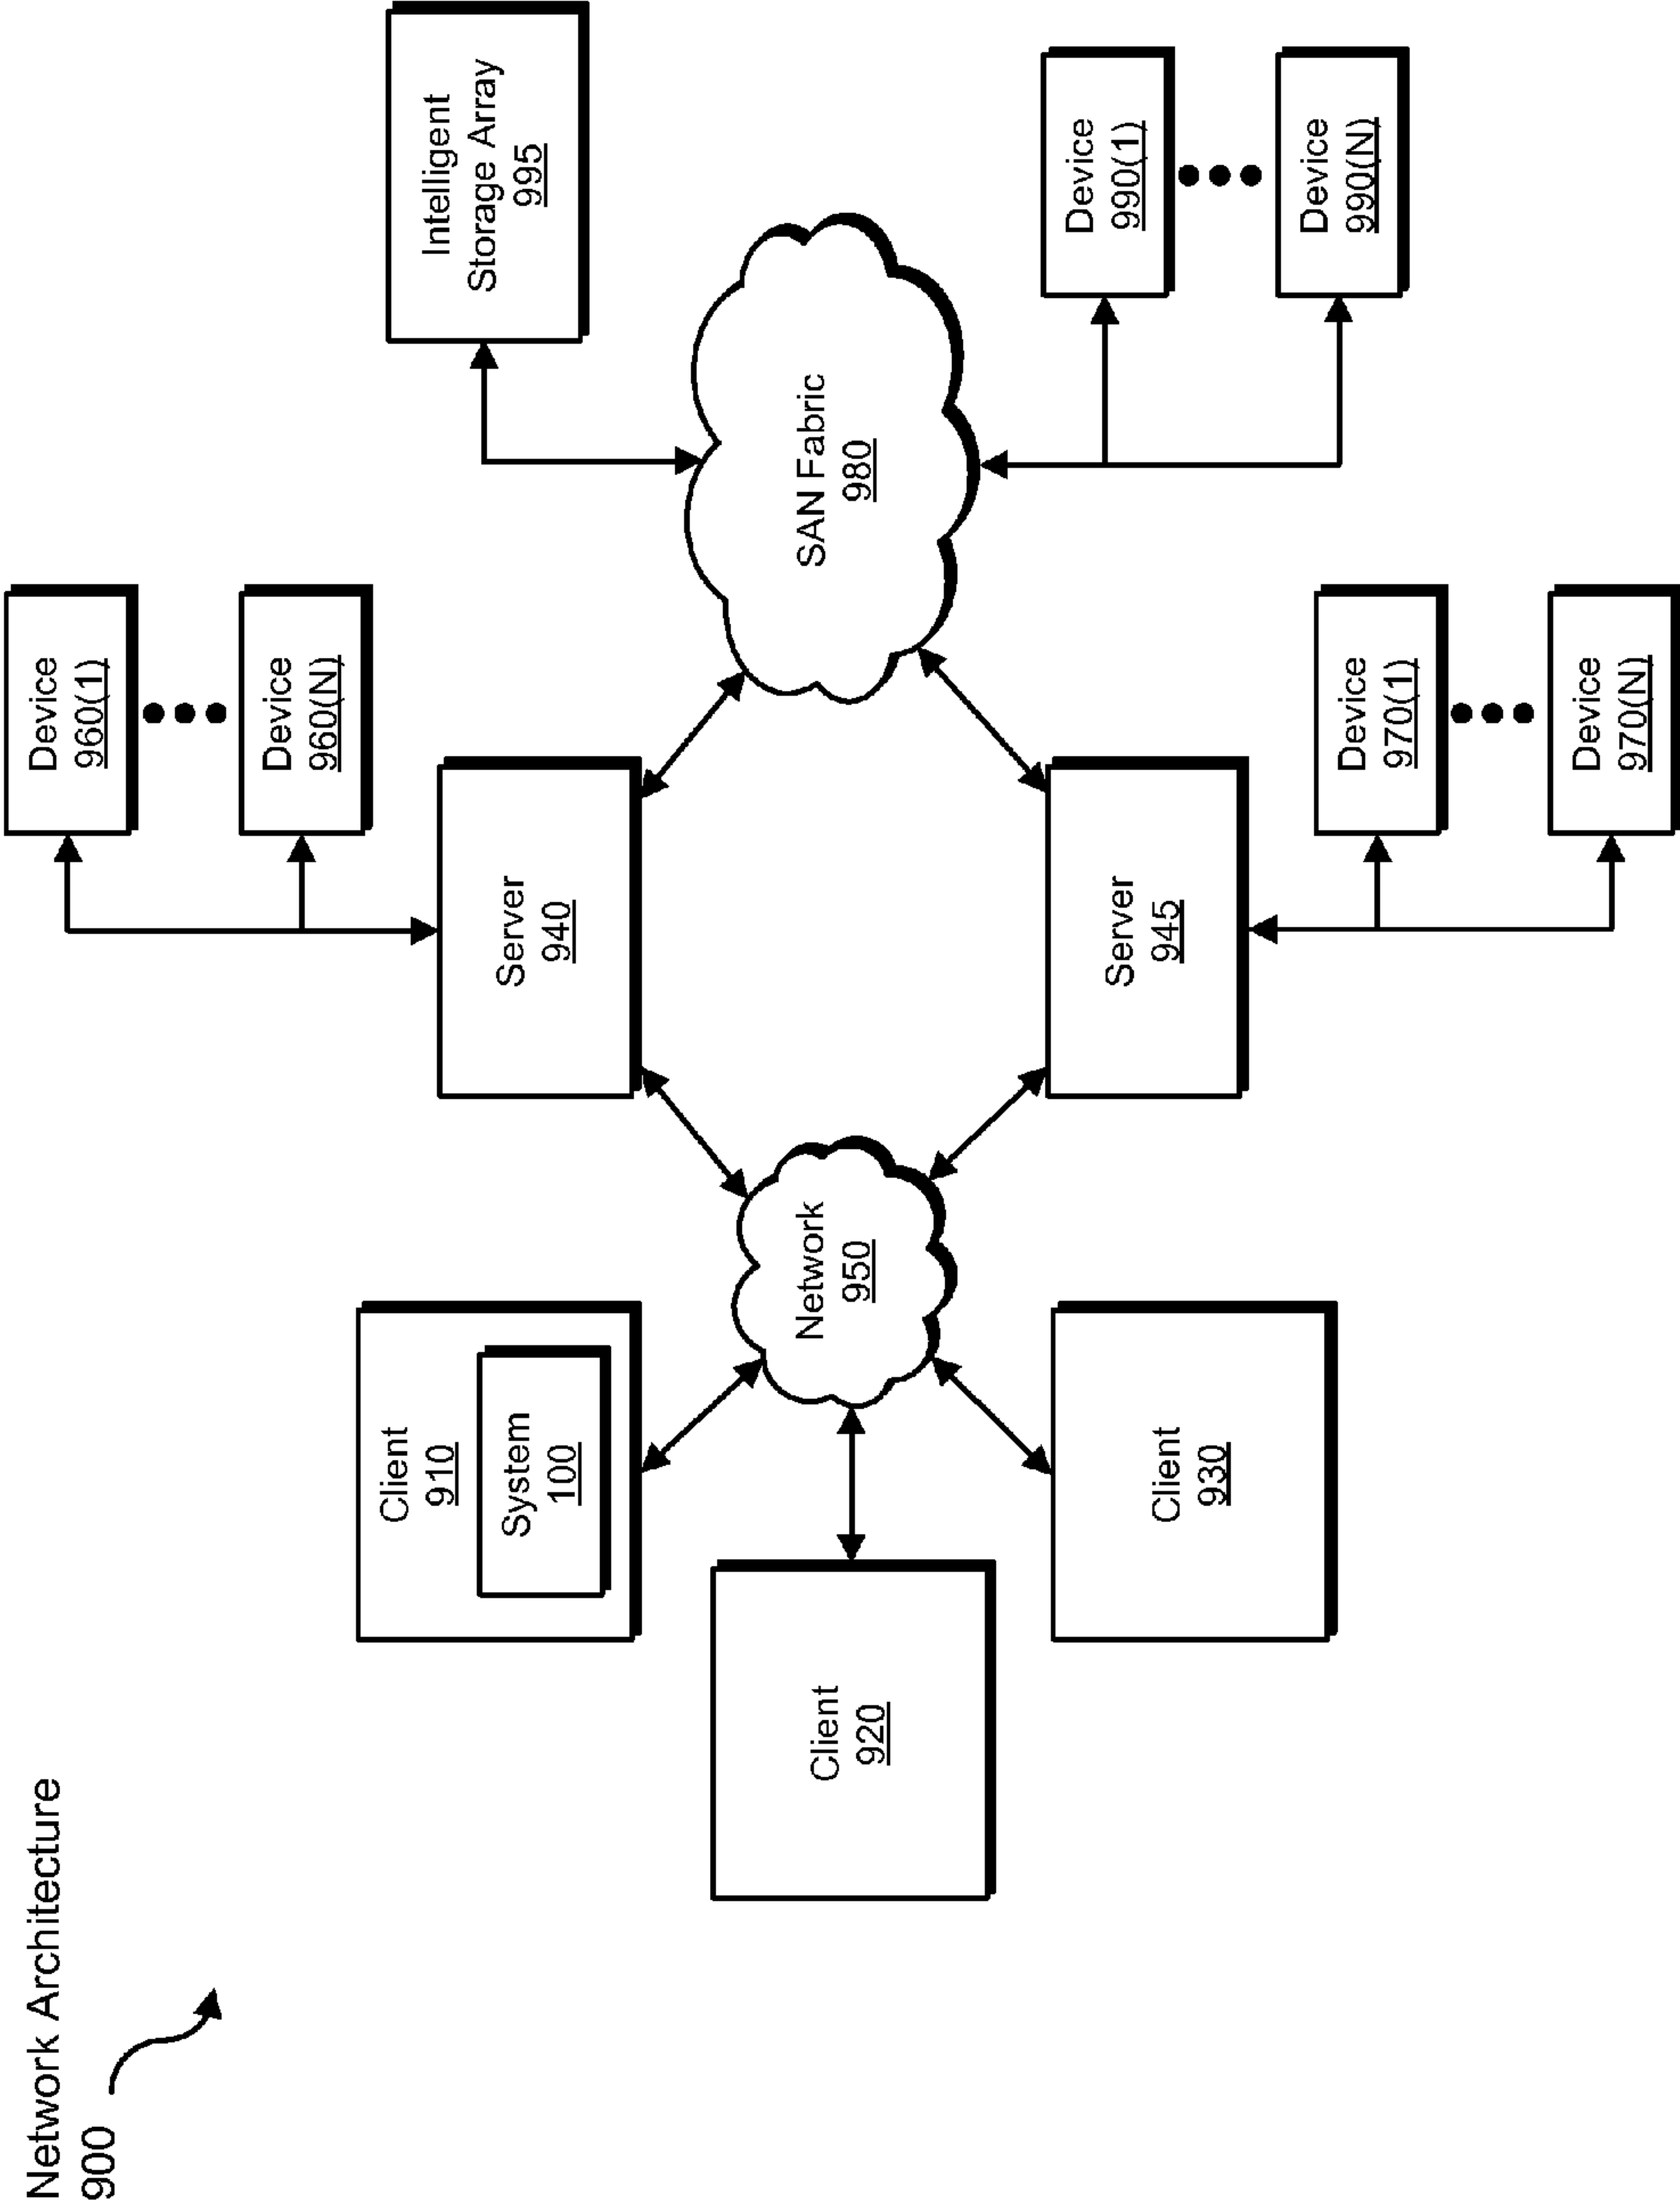 Network Architecture
900
Client
910
System
100
Client
920
Client
930
Network
950
Server
940
Server
945
Device
960(1)
Device
960(N)
Device
970(1)
Device
970(N)
SAN Fabric
980
Intelligent
Storage Array
995
Device
990(1)
Device
990(N)